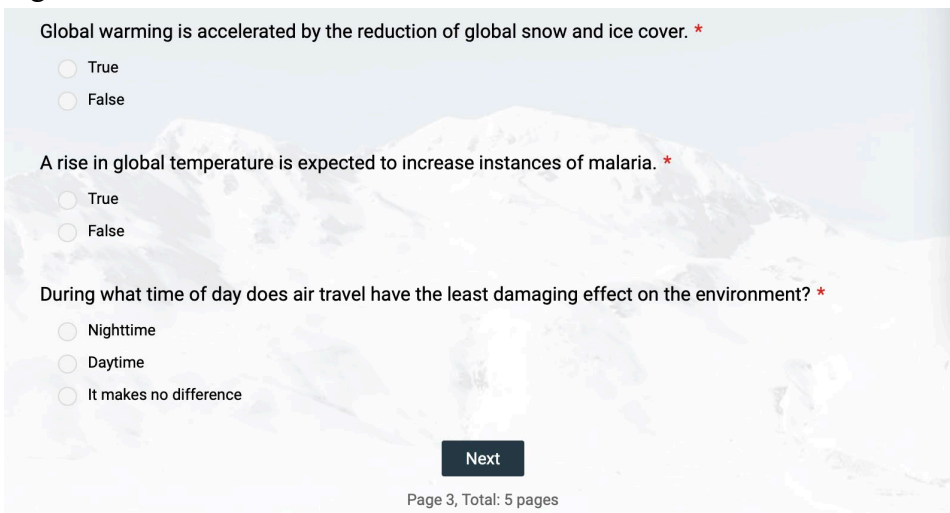 Global warming is accelerated by the reduction of global snow and ice cover. *
True
False
A rise in global temperature is expected to increase instances of malaria. *
True
False
During what time of day does air travel have the least damaging effect on the environment? *
Nighttime
Daytime
It makes no difference
Next
Page 3, Total: 5 pages